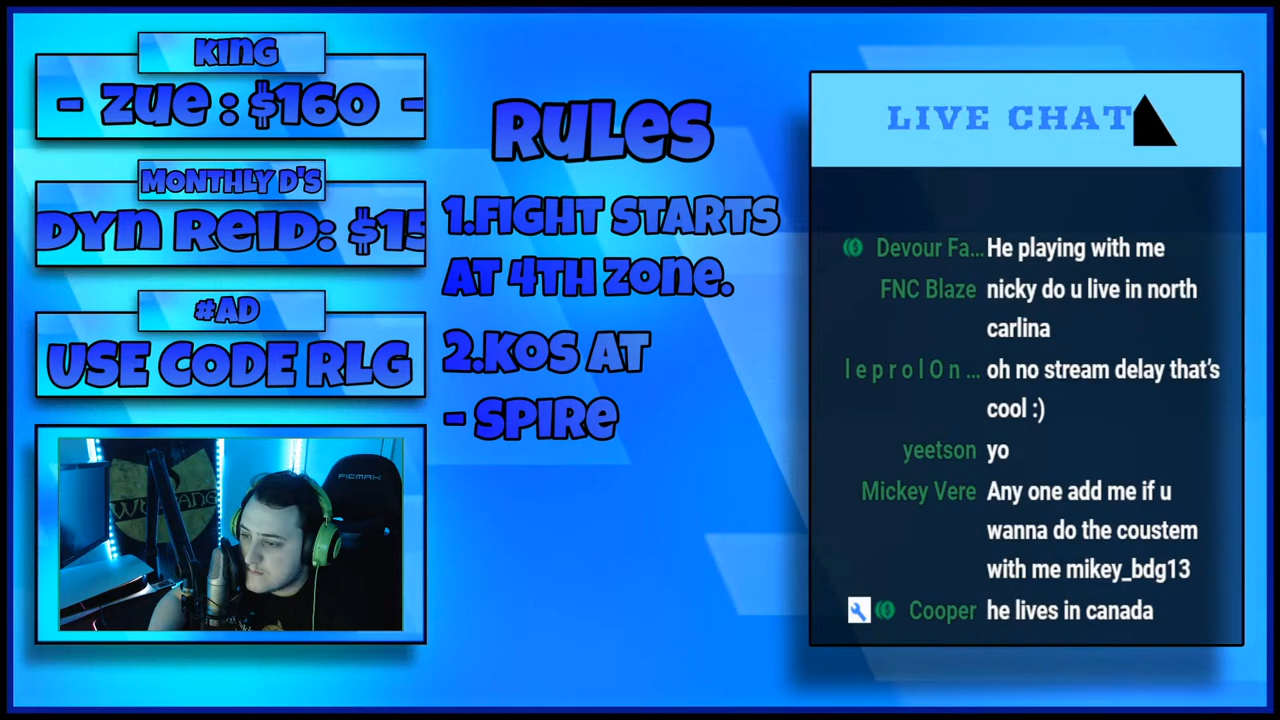 King
- Zue : $160 -
Monthly D's
Dyn Reid: $15
#AD
USE CODE RLG
FICMAX
Rules
1.Fight starts
at 4th zone.
2.Kos at
- Spire
LIVE CHAT
Devour Fa... He playing with me
FNC Blaze nicky do u live in north
carlina
l e p r o l O n ... oh no stream delay that's
cool :)
yeetson yo
Mickey Vere Any one add me if u
wanna do the coustem
with me mikey_bdg13
Cooper he lives in canada